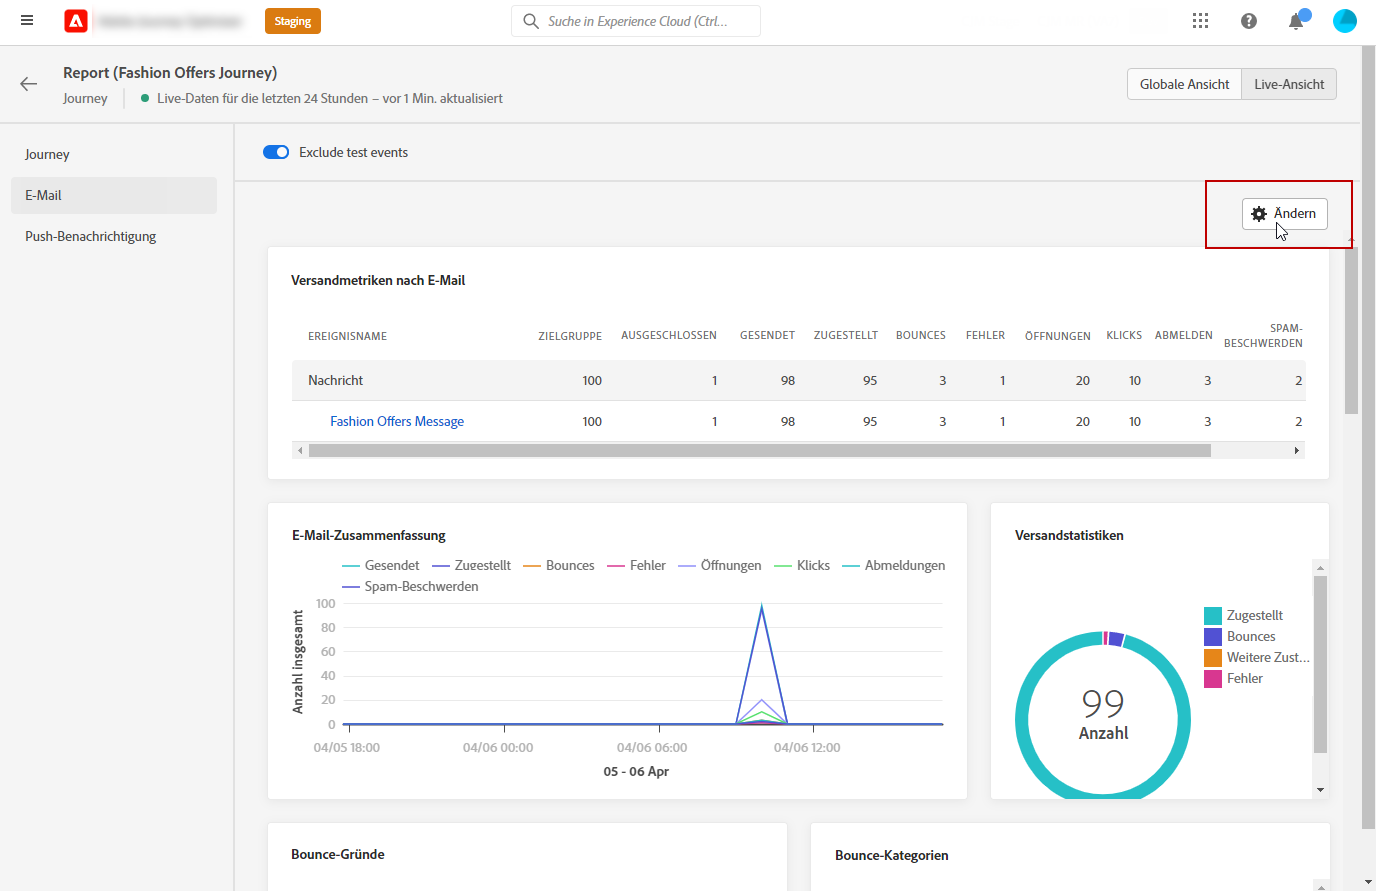 Staging
Suche in Experience Cloud (Ctrl...
Report (Fashion Offers Journey)
Journey
Live-Daten für die letzten 24 Stunden – vor 1 Min. aktualisiert
Globale Ansicht
Live-Ansicht
Journey
E-Mail
Push-Benachrichtigung
Exclude test events
Ändern
Versandmetriken nach E-Mail
EREIGNISNAME ZIELGRUPPE AUSGESCHLOSSEN GESENDET ZUGESTELLT BOUNCES FEHLER ÖFFNUNGEN KLICKS ABMELDEN SPAM-
BESCHWERDEN
Nachricht 100 1 98 95 3 1 20 10 3 2
Fashion Offers Message 100 1 98 95 3 1 20 10 3 2
E-Mail-Zusammenfassung
Gesendet Zugestellt Bounces Fehler Öffnungen Klicks Abmeldungen
Spam-Beschwerden
Anzahl insgesamt
100
80
60
40
20
0
04/05 18:00 04/06 00:00 04/06 06:00 04/06 12:00
05 - 06 Apr
Versandstatistiken
Zugestellt
Bounces
Weitere Zust...
Fehler
99
Anzahl
Bounce-Gründe
Bounce-Kategorien